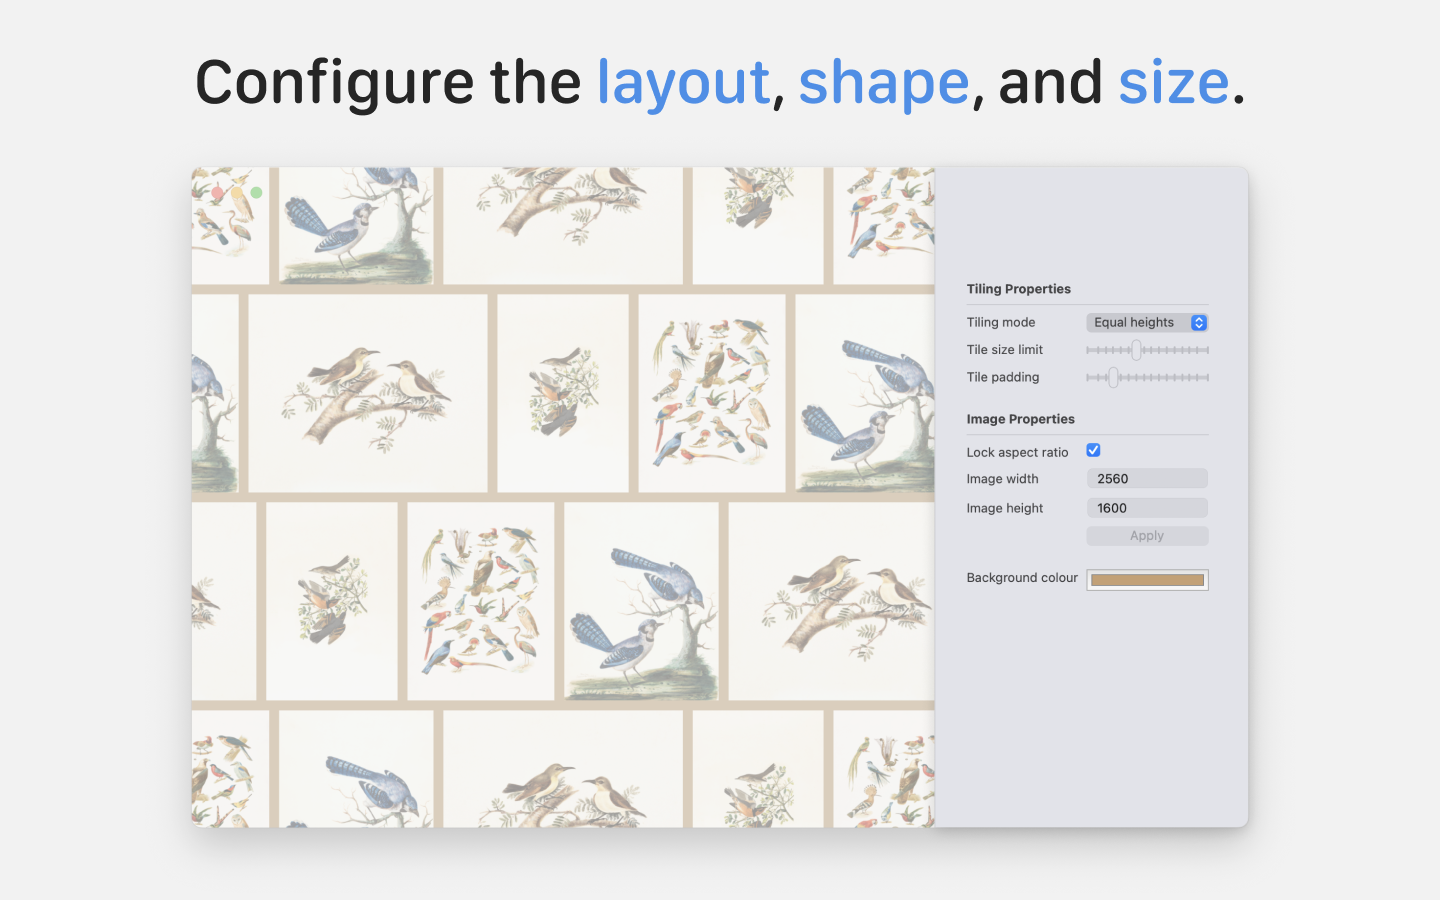 Configure the layout, shape, and size.
Tiling Properties
Tiling mode Equal heights
Tile size limit
Tile padding
Image Properties
Lock aspect ratio
Image width 2560
Image height 1600
Apply
Background colour